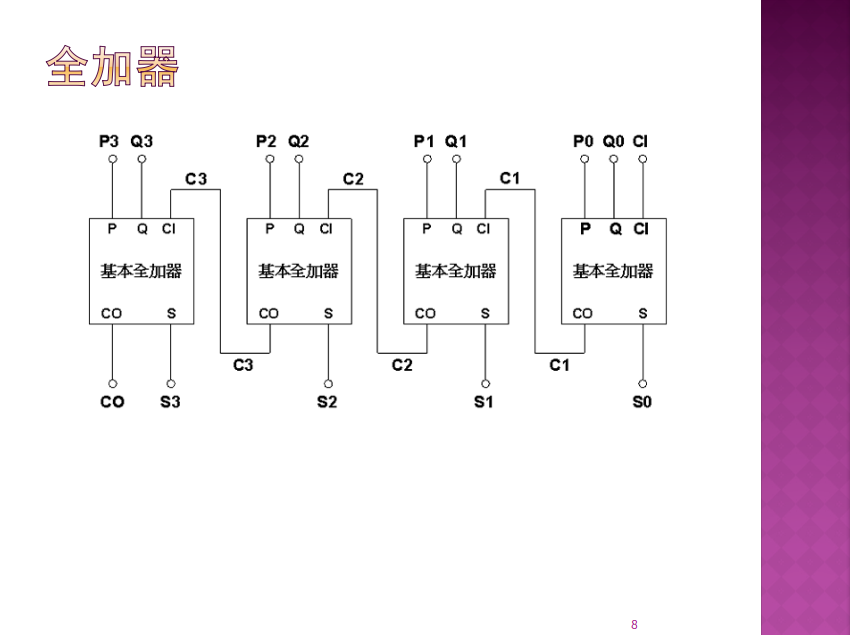 全加器
P3 Q3 P2 Q2 P1 Q1 P0 Q0 CI
C3 C2 C1
P Q CI P Q CI P Q CI P Q CI
基本全加器 基本全加器 基本全加器 基本全加器
CO S CO S CO S CO S
C3 C2 C1
CO S3 S2 S1 S0
8